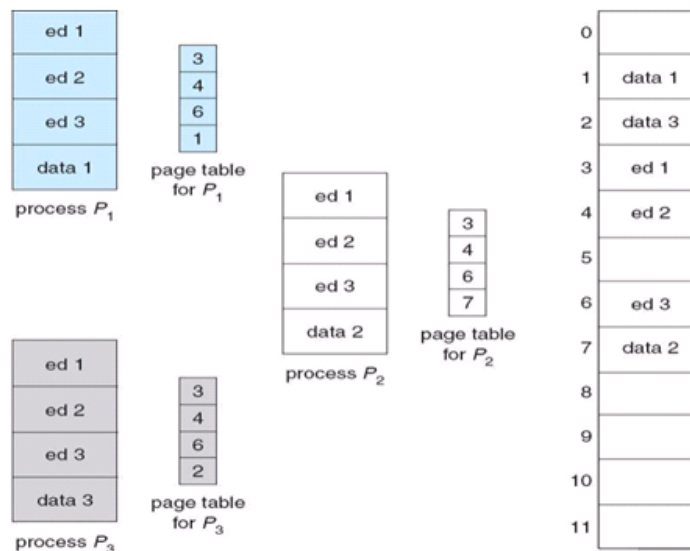 ed 1
ed 2
ed 3
data 1
process P1
3
4
6
1
page table
for P1
ed 1
ed 2
ed 3
data 2
process P2
3
4
6
7
page table
for P2
ed 1
ed 2
ed 3
data 3
process P3
3
4
6
2
page table
for P3
0
1 data 1
2 data 3
3 ed 1
4 ed 2
5
6 ed 3
7 data 2
8
9
10
11